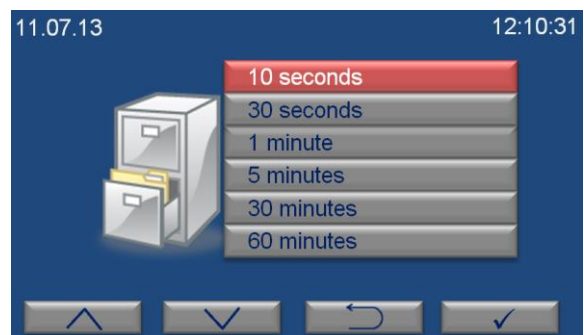 11.07.13 12:10:31
10 seconds
30 seconds
1 minute
5 minutes
30 minutes
60 minutes